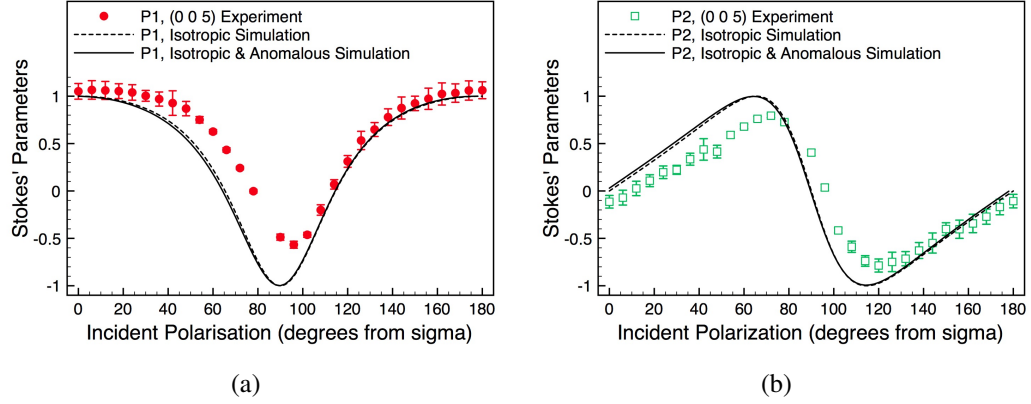 P1, (0 0 5) Experiment
P1, Isotropic Simulation
P1, Isotropic & Anomalous Simulation
Stokes' Parameters
1
0.5
0
-0.5
-1
0 20 40 60 80 100 120 140 160 180
Incident Polarisation (degrees from sigma)
(a)
P2, (0 0 5) Experiment
P2, Isotropic Simulation
P2, Isotropic & Anomalous Simulation
Stokes' Parameters
1
0.5
0
-0.5
-1
0 20 40 60 80 100 120 140 160 180
Incident Polarization (degrees from sigma)
(b)